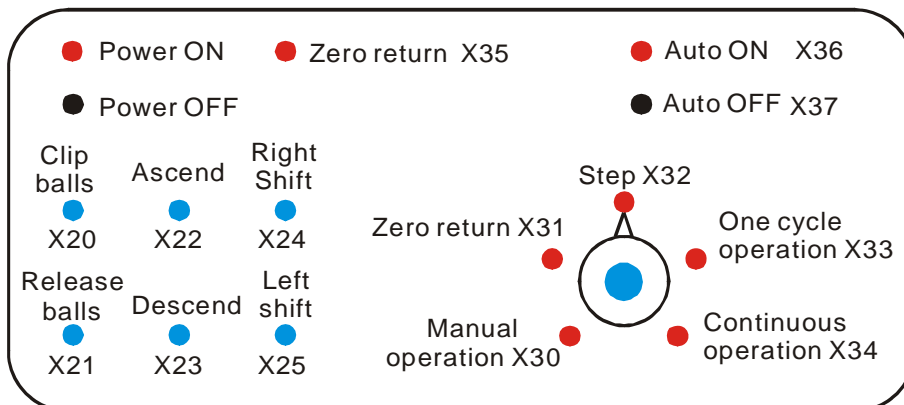 Power ON
Zero return X35
Auto ON X36
Power OFF
Auto OFF X37
Clip
balls
X20
Ascend
X22
Right
Shift
X24
Release
balls
X21
Descend
X23
Left
shift
X25
Step X32
Zero return X31
One cycle
operation X33
Manual
operation X30
Continuous
operation X34